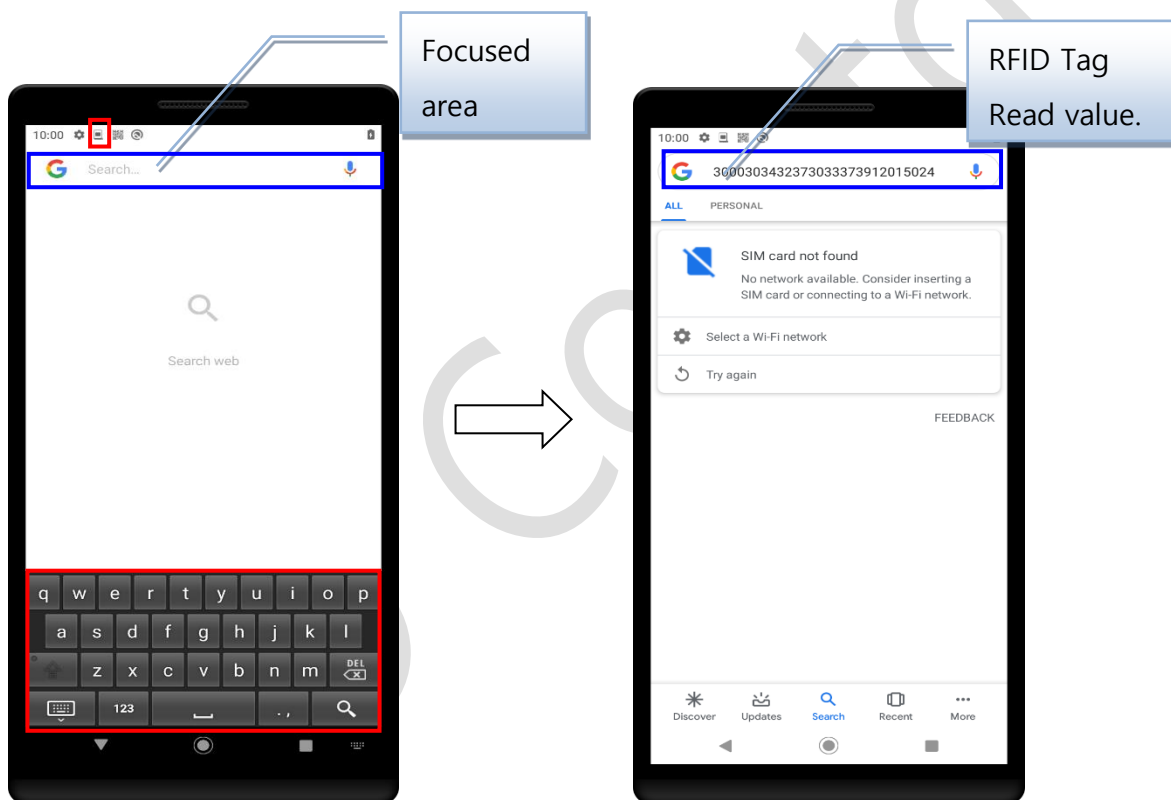 Focused
area
10:00
Search...
Search web
q w e r t y u i o p
a s d f g h j k l
z x c v b n m DEL
123 . ,
RFID Tag
Read value.
10:00
3000303432373033373912015024
ALL PERSONAL
SIM card not found
No network available. Consider inserting a
SIM card or connecting to a Wi-Fi network.
Select a Wi-Fi network
Try again
FEEDBACK
Discover Updates Search Recent More